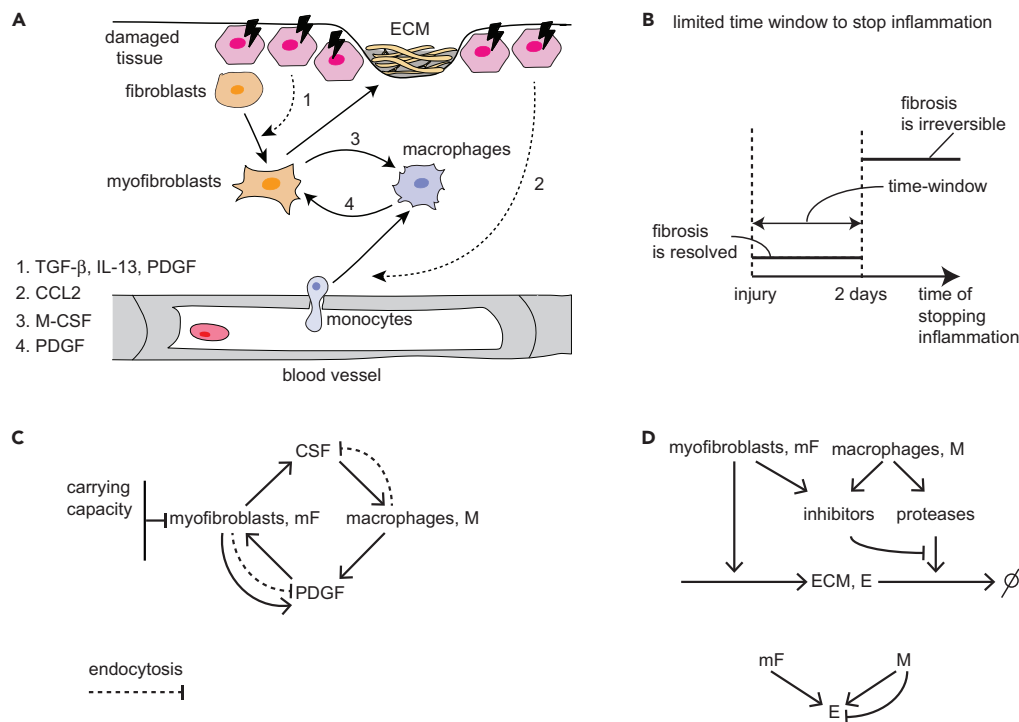 A
damaged
tissue
ECM
fibroblasts
1
3
macrophages
myofibroblasts
4
2
1. TGF-β, IL-13, PDGF
2. CCL2
3. M-CSF
4. PDGF
monocytes
blood vessel
B limited time window to stop inflammation
fibrosis
is irreversible
time-window
fibrosis
is resolved
injury
2 days
time of
stopping
inflammation
C
CSF
carrying
capacity
myofibroblasts, mF
macrophages, M
PDGF
endocytosis
D
myofibroblasts, mF
macrophages, M
inhibitors
proteases
ECM, E
∅
mF
M
E